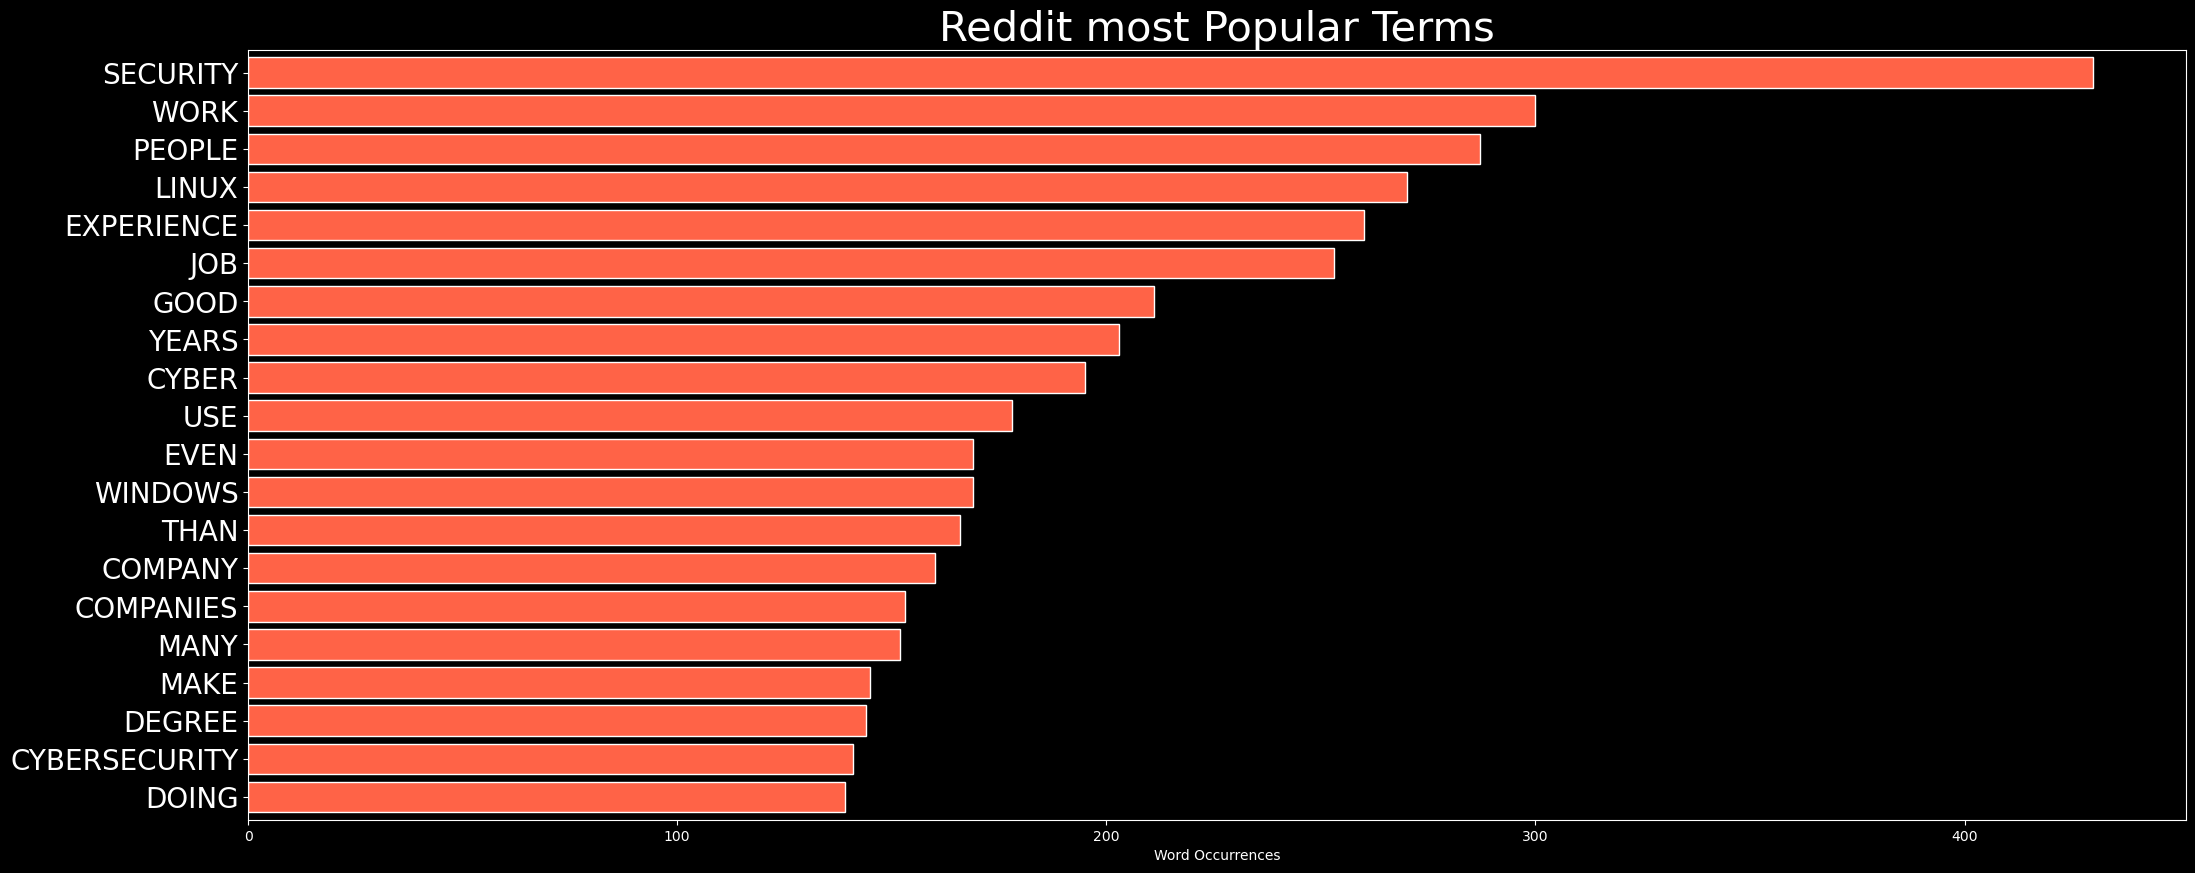 Reddit most Popular Terms
SECURITY
WORK
PEOPLE
LINUX
EXPERIENCE
JOB
GOOD
YEARS
CYBER
USE
EVEN
WINDOWS
THAN
COMPANY
COMPANIES
MANY
MAKE
DEGREE
CYBERSECURITY
DOING
0 100 200 300 400
Word Occurrences